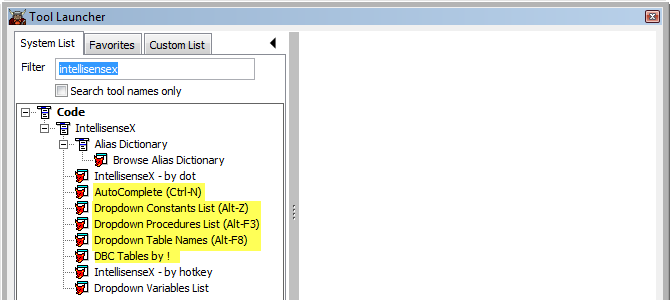 Tool Launcher
System List Favorites Custom List
Filter intellisensex
Search tool names only
Code
IntellisenseX
Alias Dictionary
Browse Alias Dictionary
IntellisenseX - by dot
AutoComplete (Ctrl-N)
Dropdown Constants List (Alt-Z)
Dropdown Procedures List (Alt-F3)
Dropdown Table Names (Alt-F8)
DBC Tables by !
IntellisenseX - by hotkey
Dropdown Variables List